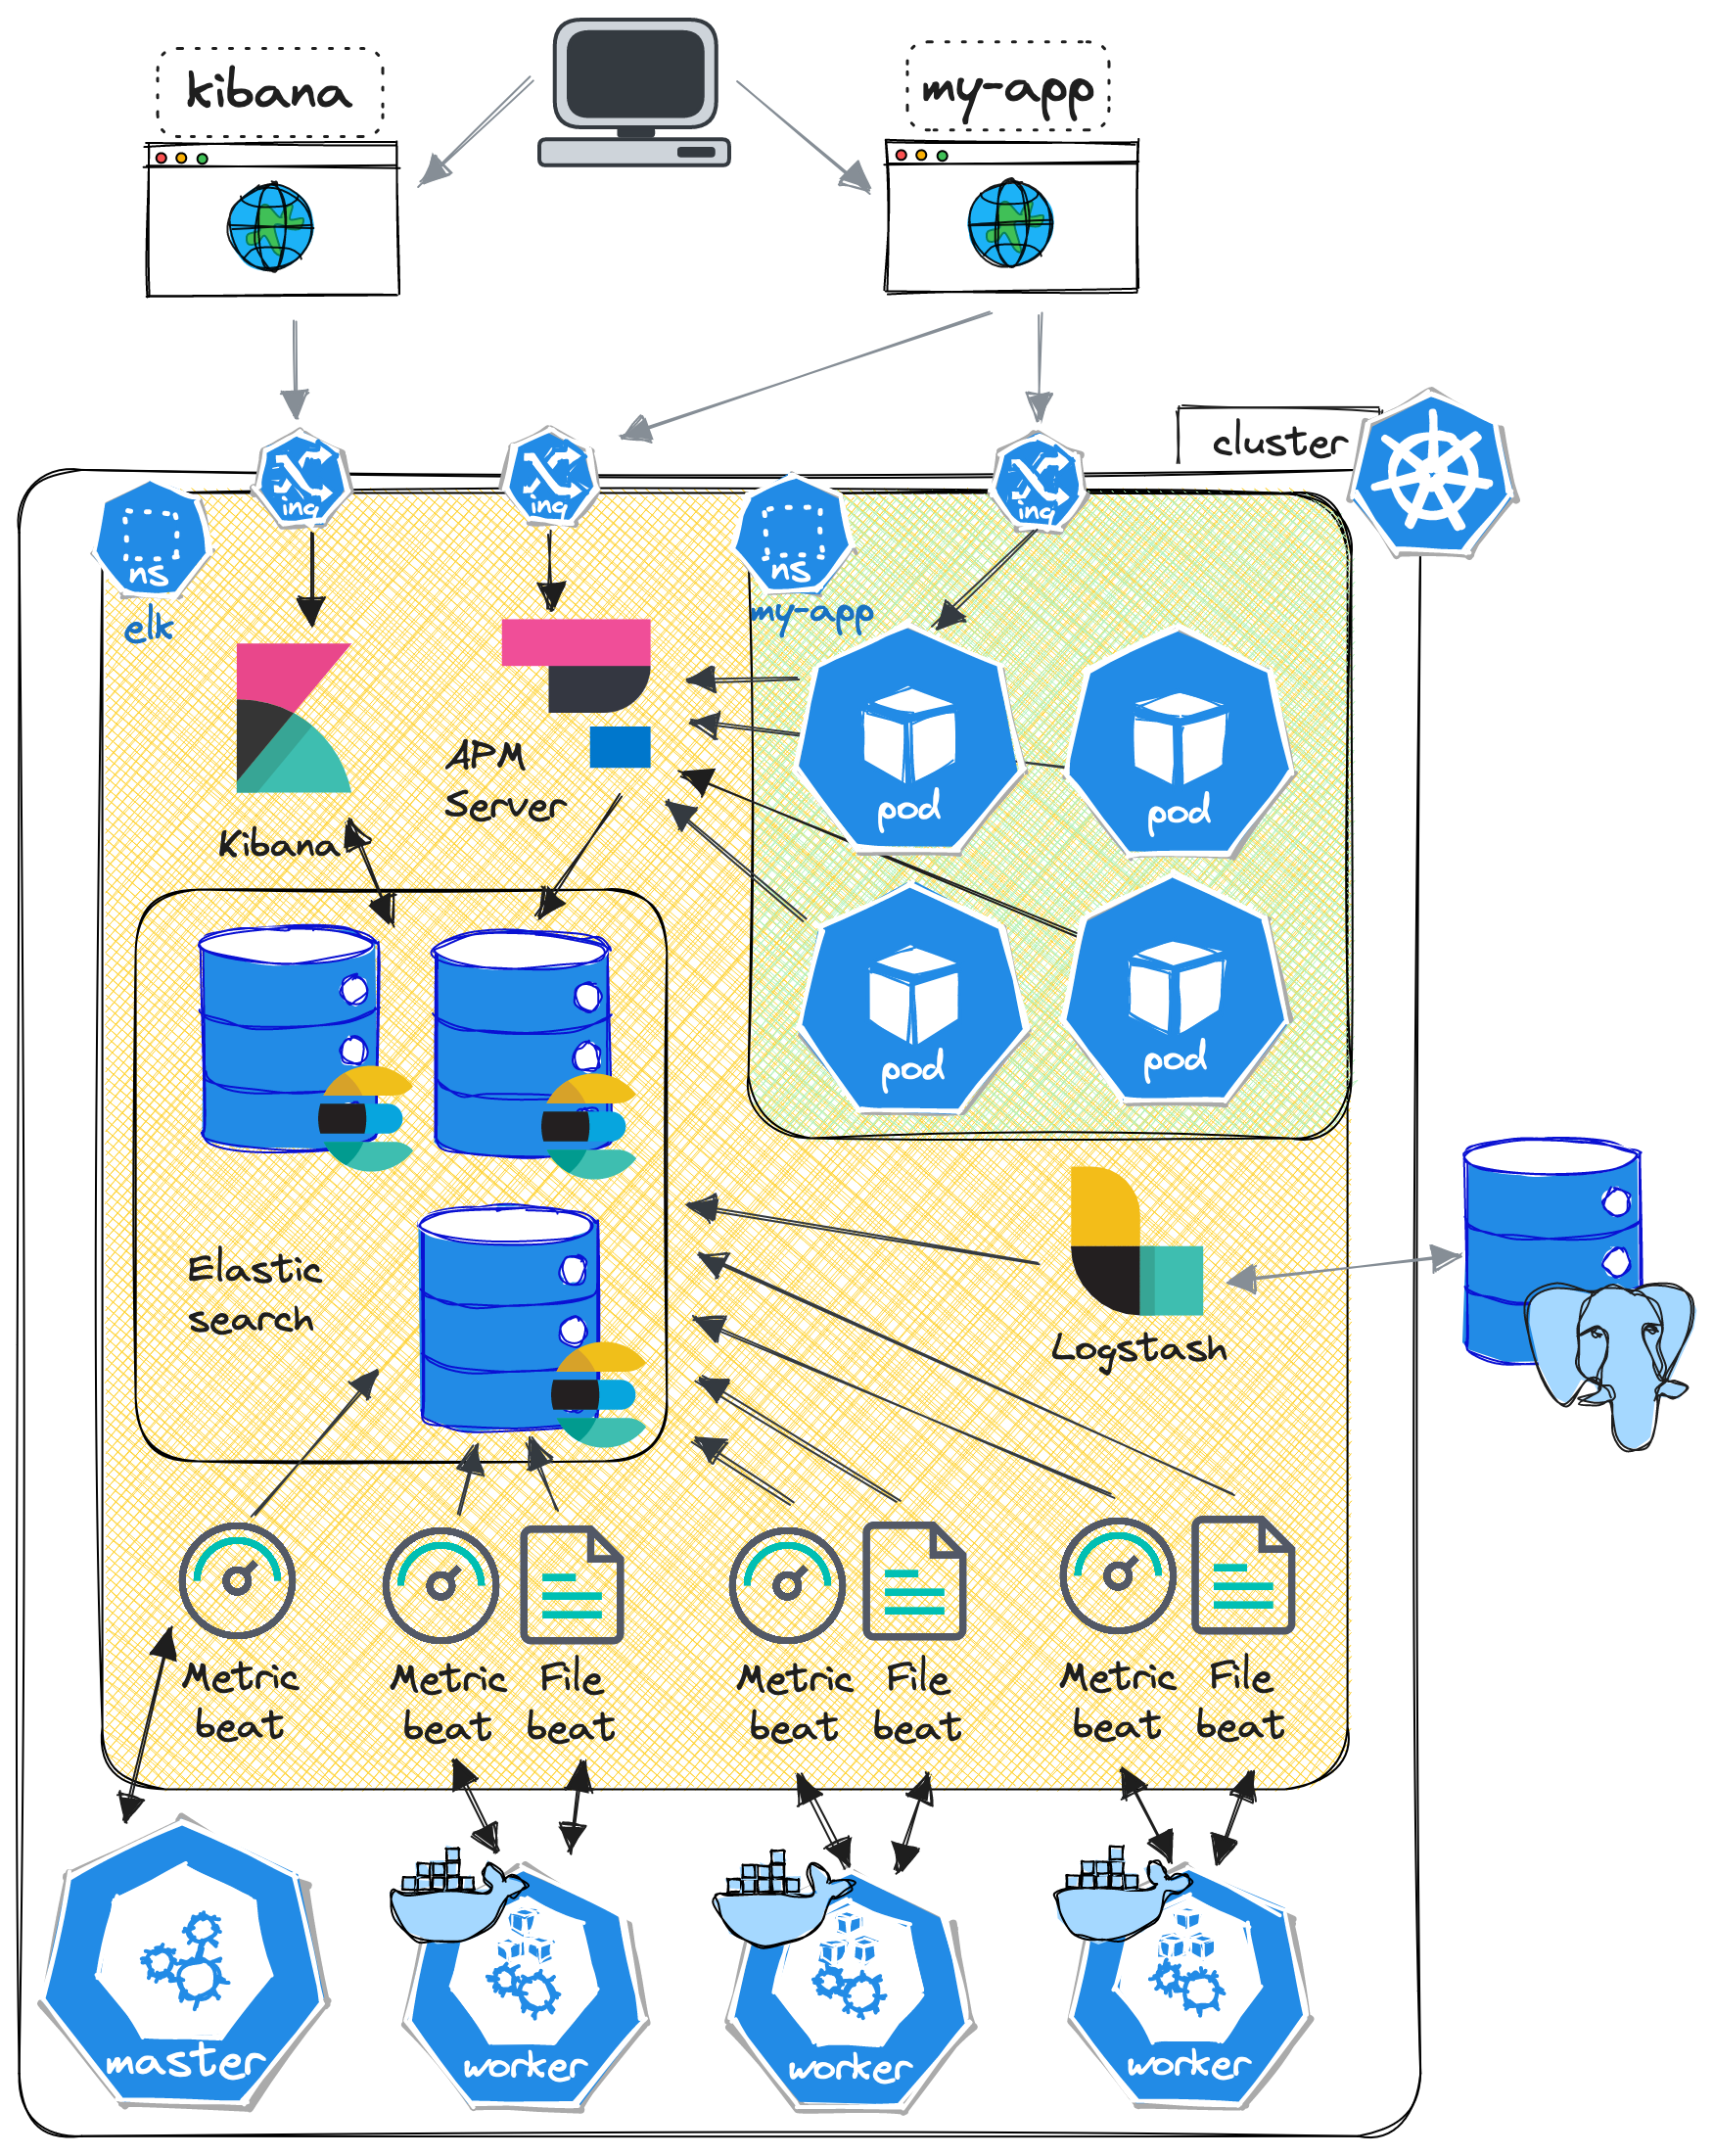 kibana
my-app
cluster
ing
ing
ing
ns
elk
ns
my-app
APM
Server
Kibana
pod
pod
pod
pod
Elastic
search
Logstash
Metric
beat
Metric
beat
File
beat
Metric
beat
File
beat
Metric
beat
File
beat
master
worker
worker
worker